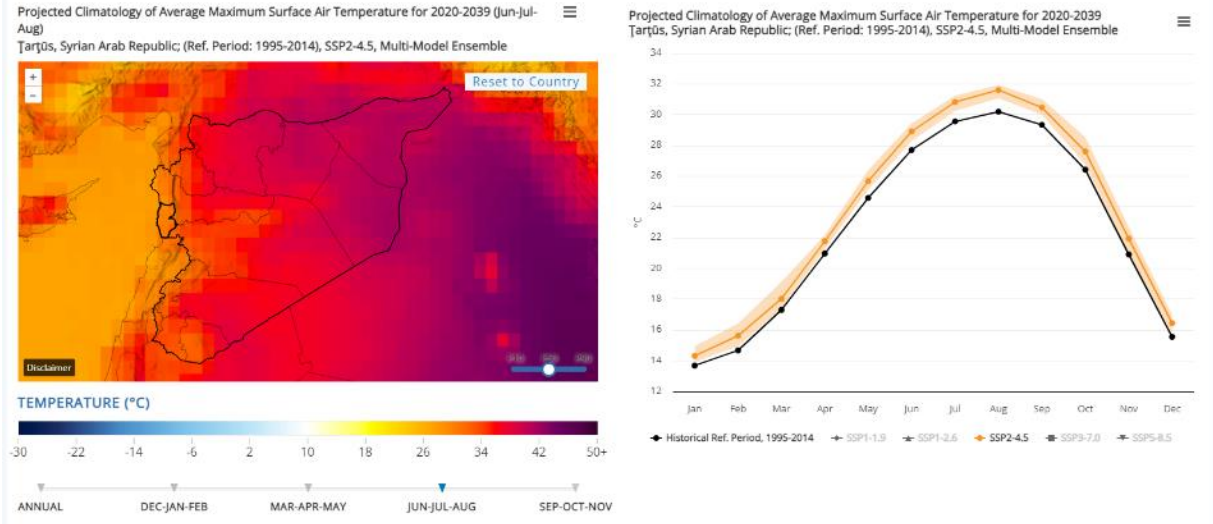 Projected Climatology of Average Maximum Surface Air Temperature for 2020-2039 (Jun-Jul-
Aug)
Ţarţūs, Syrian Arab Republic; (Ref. Period: 1995-2014), SSP2-4.5, Multi-Model Ensemble
+
−
Reset to Country
Disclaimer
TEMPERATURE (°C)
-30 -22 -14 -6 2 10 18 26 34 42 50+
ANNUAL DEC-JAN-FEB MAR-APR-MAY JUN-JUL-AUG SEP-OCT-NOV
Projected Climatology of Average Maximum Surface Air Temperature for 2020-2039
Ţarţūs, Syrian Arab Republic; (Ref. Period: 1995-2014), SSP2-4.5, Multi-Model Ensemble
34
32
30
28
26
24
22
20
18
16
14
12
°C
Jan Feb Mar Apr May Jun Jul Aug Sep Oct Nov Dec
Historical Ref. Period, 1995-2014 SSP1-1.9 SSP1-2.6 SSP2-4.5 SSP3-7.0 SSP5-8.5